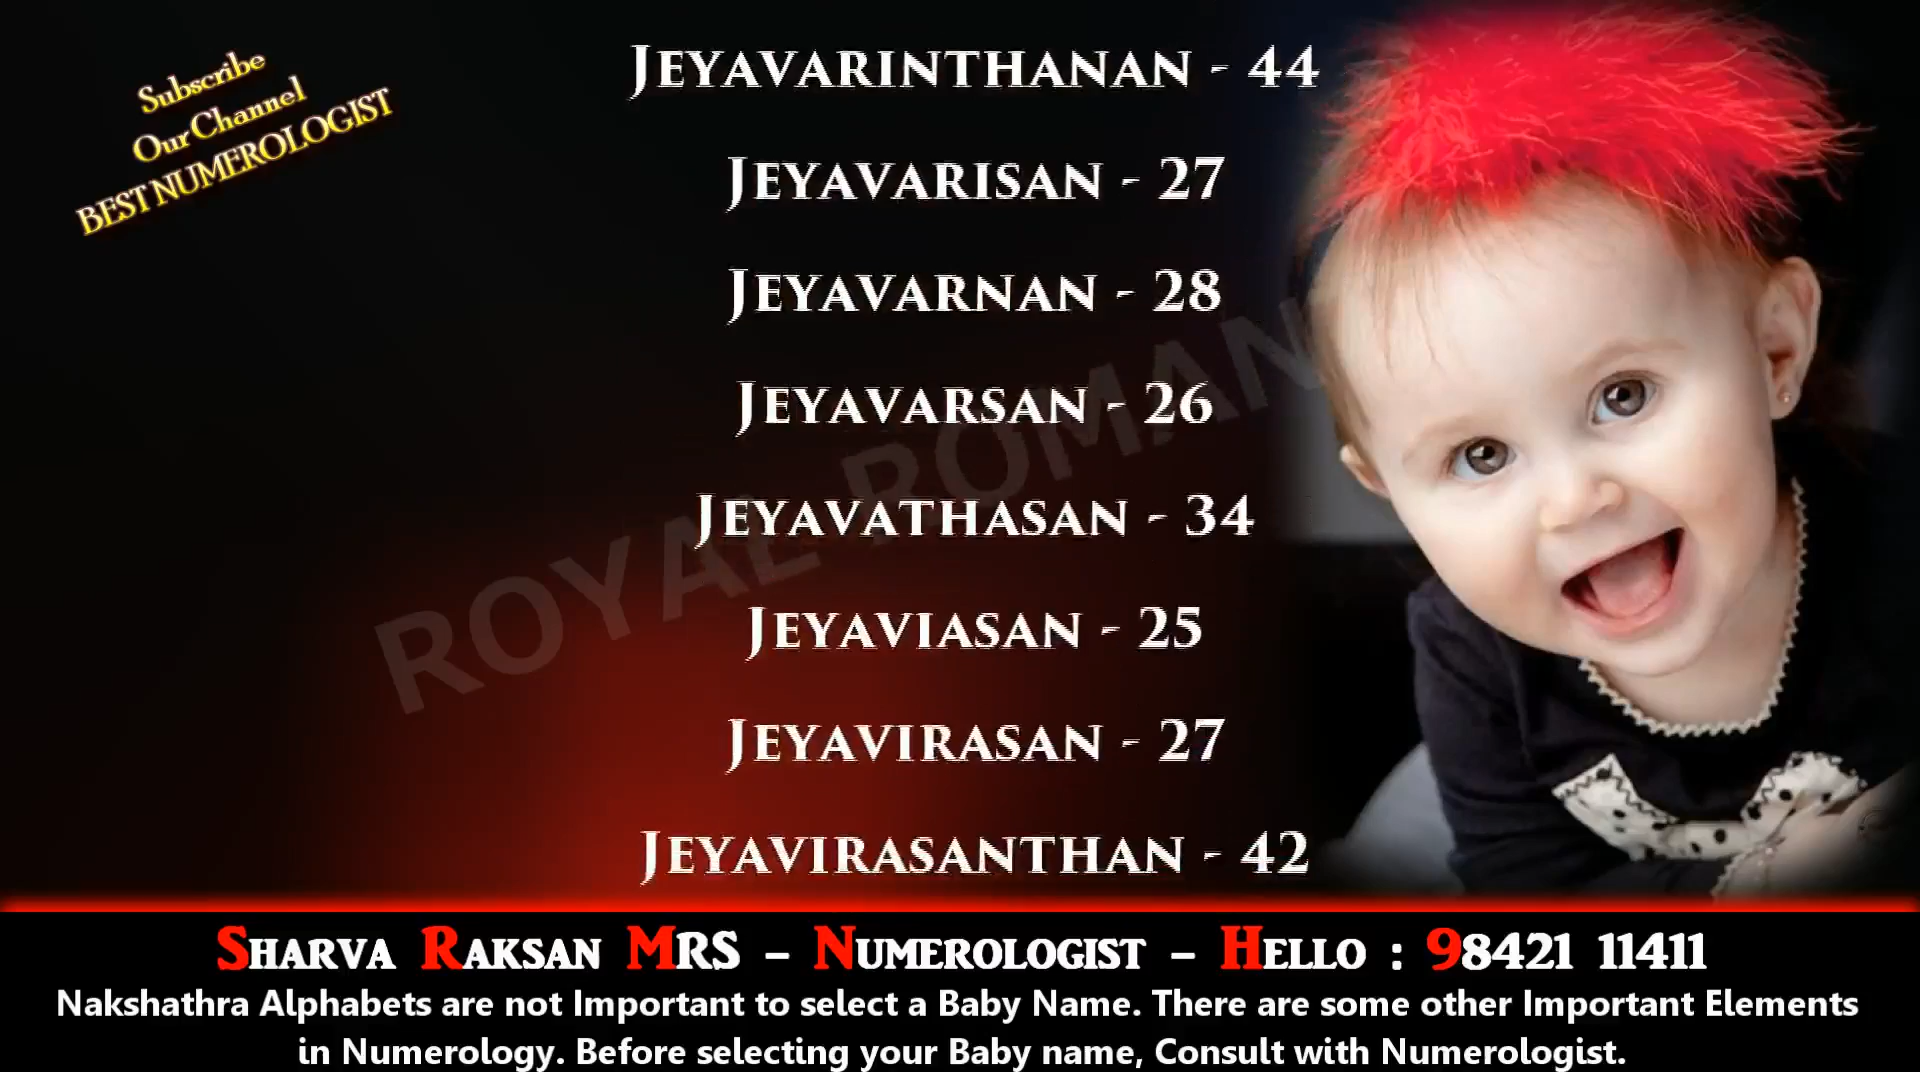 Subscribe
Our Channel
BEST NUMEROLOGIST
JEYAVARINTHANAN - 44
JEYAVARISAN - 27
JEYAVARNAN - 28
JEYAVARSAN - 26
JEYAVATHASAN - 34
JEYAVIASAN - 25
JEYAVIRASAN - 27
JEYAVIRASANTHAN - 42
ROYAL ROMAN
SHARVA RAKSAN MRS – NUMEROLOGIST – HELLO : 98421 11411
Nakshathra Alphabets are not Important to select a Baby Name. There are some other Important Elements
in Numerology. Before selecting your Baby name, Consult with Numerologist.